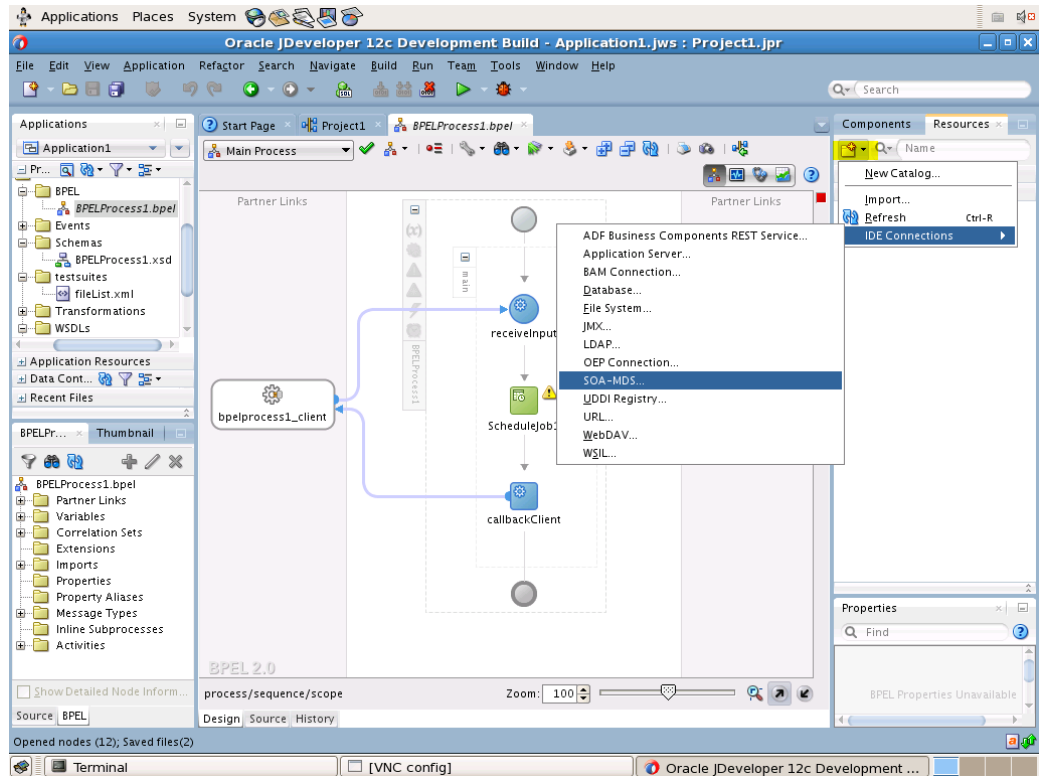 Applications Places System
Oracle JDeveloper 12c Development Build - Application1.jws : Project1.jpr
File Edit View Application Refactor Search Navigate Build Run Team Tools Window Help
Search
Applications
Application1
Pr...
BPEL
BPELProcess1.bpel
Events
Schemas
BPELProcess1.xsd
testsuites
fileList.xml
Transformations
WSDLs
Application Resources
Data Cont...
Recent Files
BPELPr... Thumbnail
BPELProcess1.bpel
Partner Links
Variables
Correlation Sets
Extensions
Imports
Properties
Property Aliases
Message Types
Inline Subprocesses
Activities
Show Detailed Node Inform...
Source BPEL
Start Page Project1 BPELProcess1.bpel
Main Process
Partner Links
Partner Links
(x)
main
BPELProcess1
receiveInput
bpelprocess1_client
ScheduleJob1
callbackClient
BPEL 2.0
process/sequence/scope
Zoom: 100
Design Source History
ADF Business Components REST Service...
Application Server...
BAM Connection...
Database...
File System...
JMX...
LDAP...
OEP Connection...
SOA-MDS...
UDDI Registry...
URL...
WebDAV...
WSIL...
Components Resources
Name
New Catalog...
Import...
Refresh Ctrl-R
IDE Connections
Properties
Find
BPEL Properties Unavailable
Opened nodes (12); Saved files(2)
Terminal
[VNC config]
Oracle JDeveloper 12c Development ...